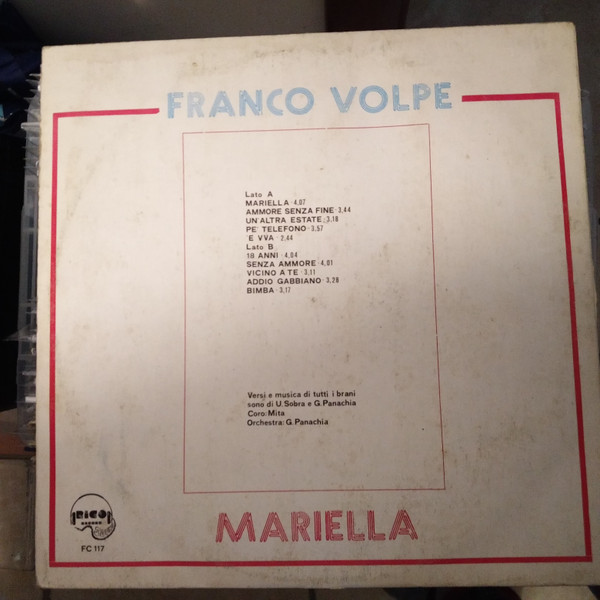 FRANCO VOLPE
Lato A
MARIELLA · 4,07
AMMORE SENZA FINE · 3,44
UN'ALTRA ESTATE · 3,18
PE' TELEFONO · 3,57
'E VVA · 2,44
Lato B
18 ANNI · 4,04
SENZA AMMORE · 4,01
VICINO A TE · 3,11
ADDIO GABBIANO · 3,28
BIMBA · 3,17
Versi e musica di tutti i brani
sono di U. Sobra e G. Panachia
Coro: Mita
Orchestra: G. Panachia
MARIELLA
RICO
FC 117